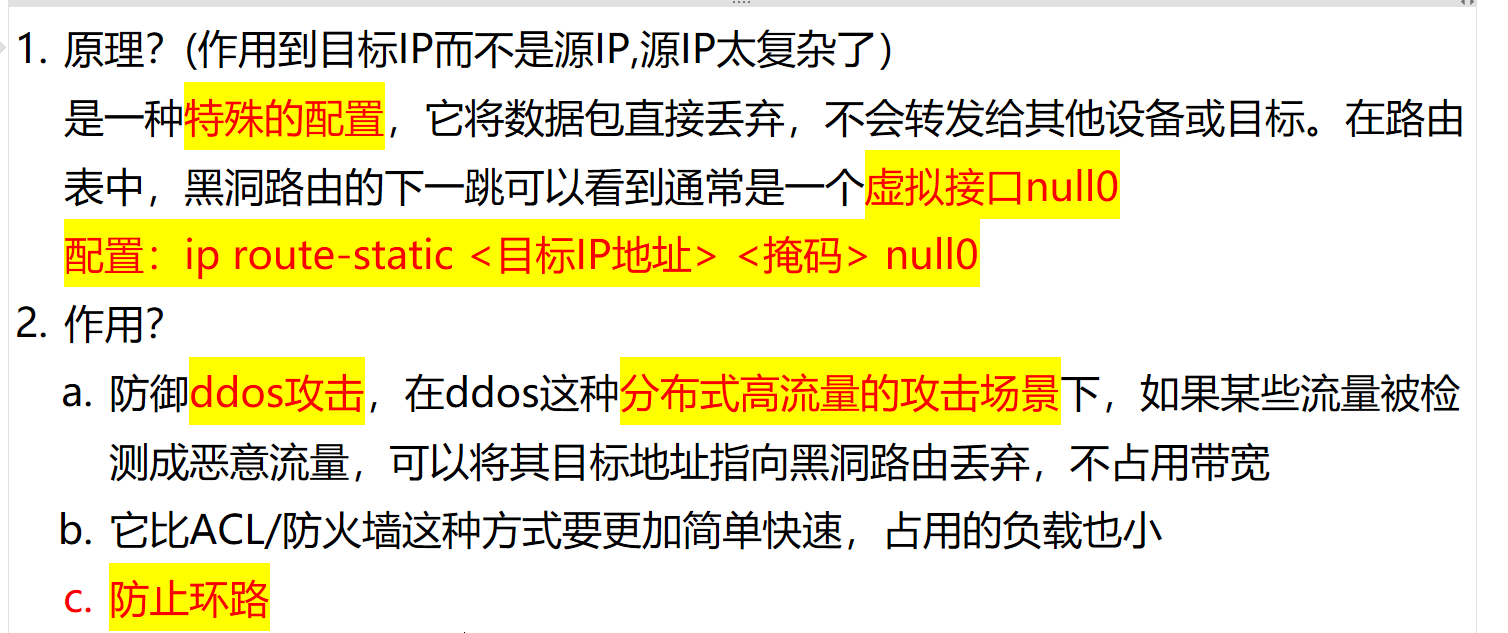 1. 原理？(作用到目标IP而不是源IP,源IP太复杂了）
是一种特殊的配置，它将数据包直接丢弃，不会转发给其他设备或目标。在路由
表中，黑洞路由的下一跳可以看到通常是一个虚拟接口null0
配置：ip route-static <目标IP地址> <掩码> null0
2. 作用？
a. 防御ddos攻击，在ddos这种分布式高流量的攻击场景下，如果某些流量被检
测成恶意流量，可以将其目标地址指向黑洞路由丢弃，不占用带宽
b. 它比ACL/防火墙这种方式要更加简单快速，占用的负载也小
c. 防止环路